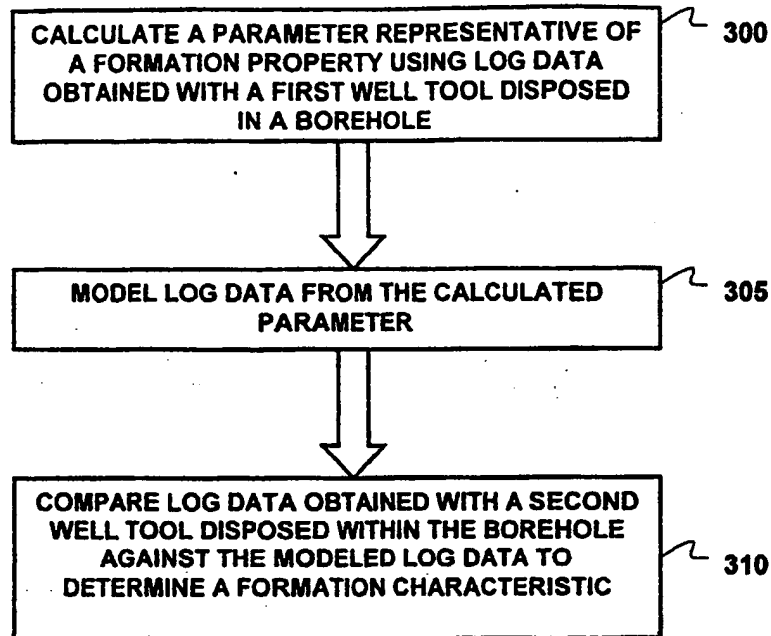 CALCULATE A PARAMETER REPRESENTATIVE OF
A FORMATION PROPERTY USING LOG DATA
OBTAINED WITH A FIRST WELL TOOL DISPOSED
IN A BOREHOLE
300
MODEL LOG DATA FROM THE CALCULATED
PARAMETER
305
COMPARE LOG DATA OBTAINED WITH A SECOND
WELL TOOL DISPOSED WITHIN THE BOREHOLE
AGAINST THE MODELED LOG DATA TO
DETERMINE A FORMATION CHARACTERISTIC
310